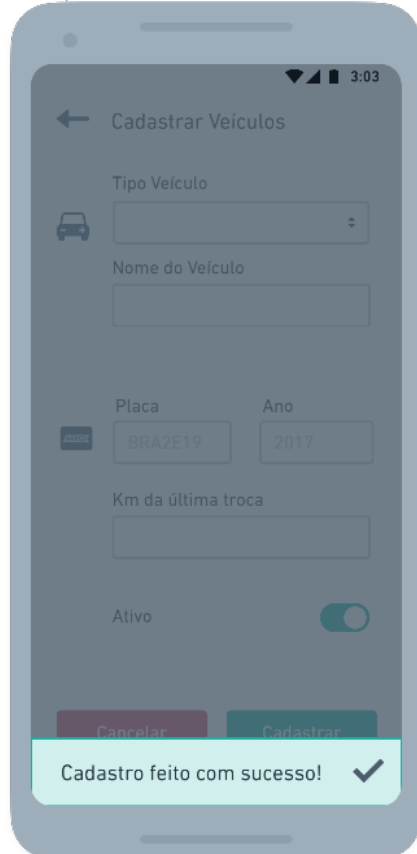 3:03
Cadastrar Veículos
Tipo Veículo
Nome do Veículo
Placa Ano
BRA2E19 2017
Km da última troca
Ativo
Cancelar Cadastrar
Cadastro feito com sucesso!